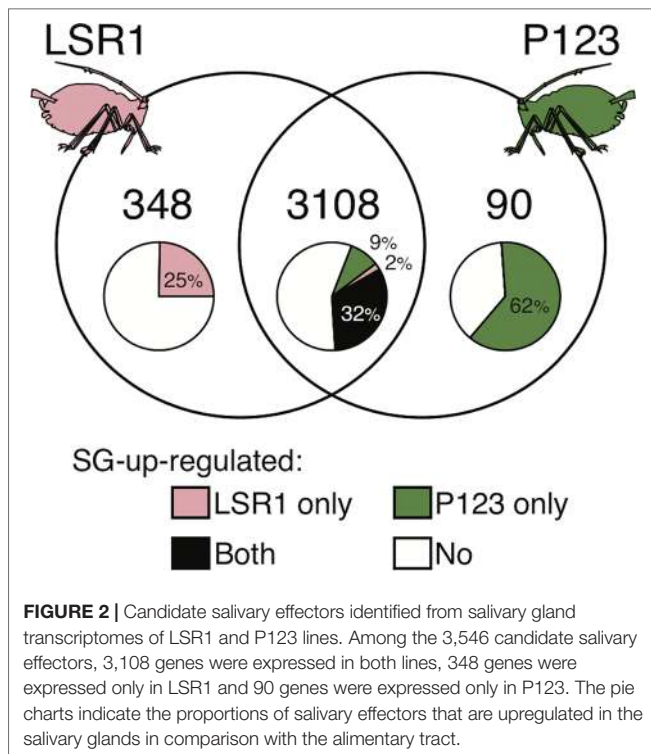 LSR1 P123
348 3108 90
9%
2%
25%
32%
62%
SG-up-regulated:
LSR1 only P123 only
Both No
FIGURE 2 | Candidate salivary effectors identified from salivary gland
transcriptomes of LSR1 and P123 lines. Among the 3,546 candidate salivary
effectors, 3,108 genes were expressed in both lines, 348 genes were
expressed only in LSR1 and 90 genes were expressed only in P123. The pie
charts indicate the proportions of salivary effectors that are upregulated in the
salivary glands in comparison with the alimentary tract.